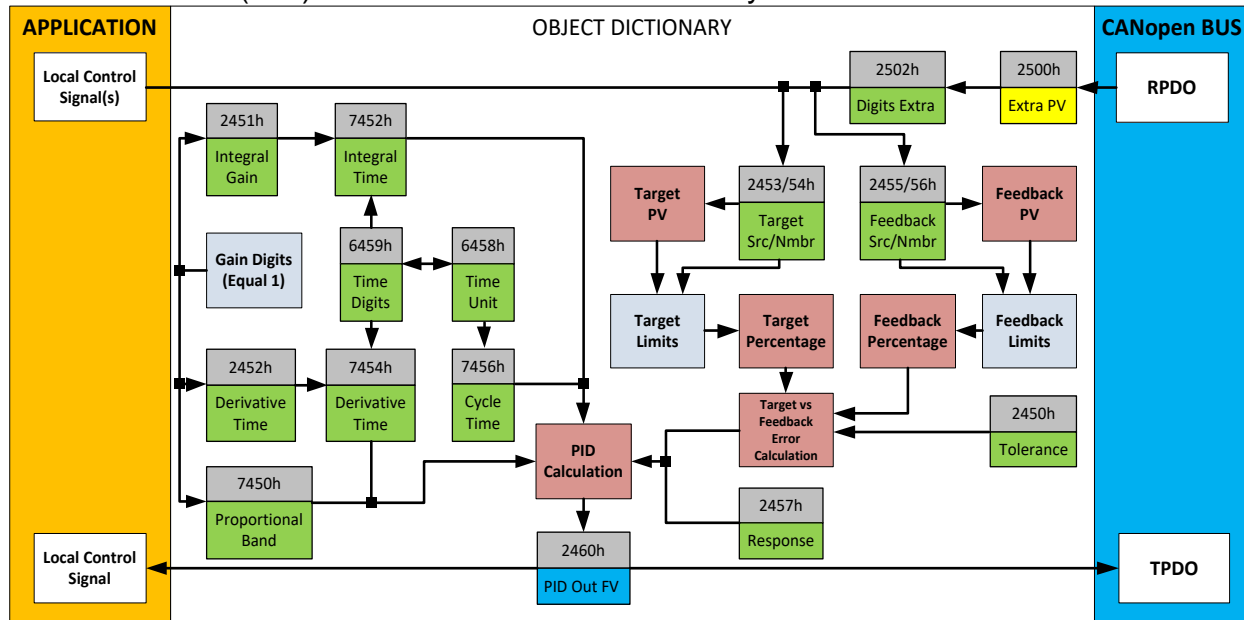 APPLICATION
OBJECT DICTIONARY
CANopen BUS
Local Control
Signal(s)
2502h
Digits Extra
2500h
Extra PV
RPDO
2451h
Integral
Gain
7452h
Integral
Time
Target
PV
2453/54h
Target
Src/Nmbr
2455/56h
Feedback
Src/Nmbr
Feedback
PV
Gain Digits
(Equal 1)
6459h
Time
Digits
6458h
Time
Unit
Target
Limits
Target
Percentage
Feedback
Percentage
Feedback
Limits
2452h
Derivative
Time
7454h
Derivative
Time
7456h
Cycle
Time
PID
Calculation
Target vs
Feedback
Error
Calculation
2450h
Tolerance
7450h
Proportional
Band
2457h
Response
Local Control
Signal
2460h
PID Out FV
TPDO